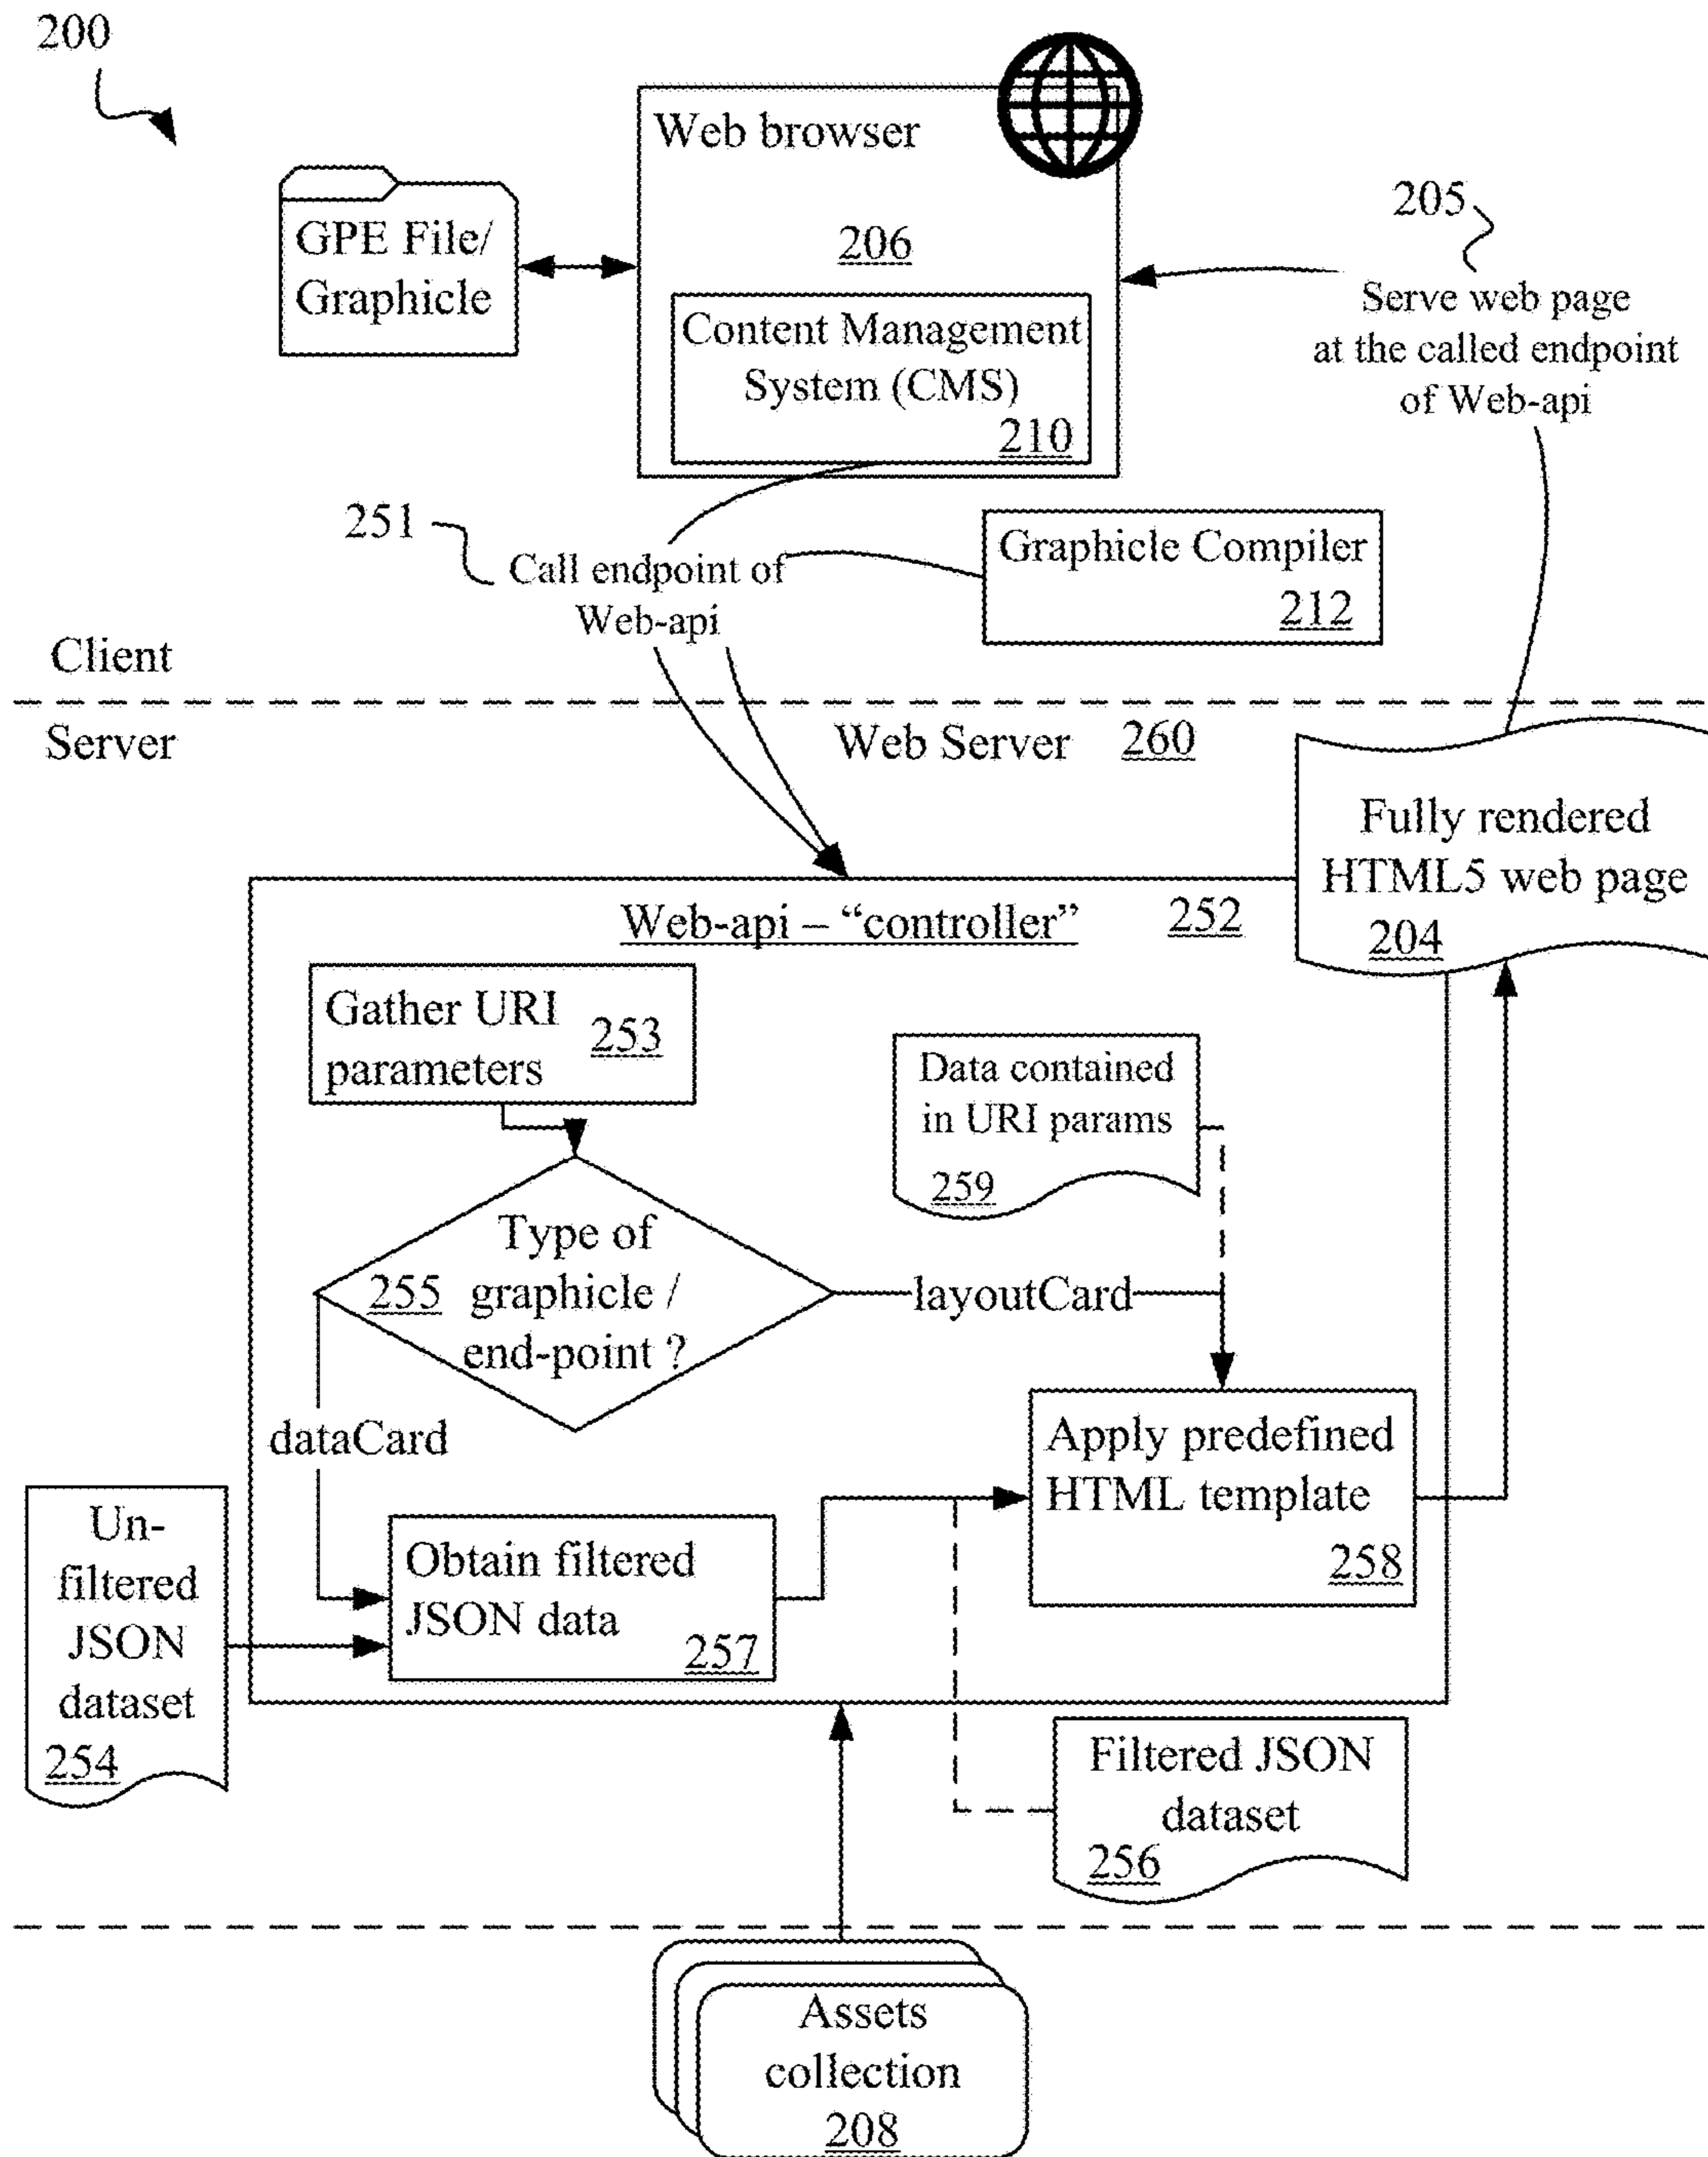 200
Web browser
206
GPE File/
Graphicle
Content Management
System (CMS)
210
205
Serve web page
at the called endpoint
of Web-api
251
Call endpoint of
Web-api
Graphicle Compiler
212
Client
Server
Web Server 260
Fully rendered
HTML5 web page
204
Web-api – “controller” 252
Gather URI
parameters
253
Data contained
in URI params
259
Type of
graphicle /
end-point ?
255
layoutCard
dataCard
Apply predefined
HTML template
258
Un-
filtered
JSON
dataset
254
Obtain filtered
JSON data
257
Filtered JSON
dataset
256
Assets
collection
208